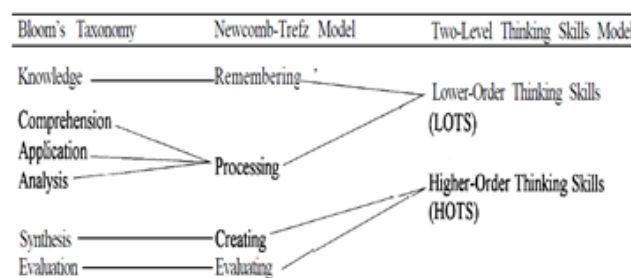 Bloom's Taxonomy Newcomb-Trefz Model Two-Level Thinking Skills Model
Knowledge Remembering
Lower-Order Thinking Skills
(LOTS)
Comprehension
Application
Analysis
Processing
Higher-Order Thinking Skills
(HOTS)
Synthesis Creating
Evaluation Evaluating